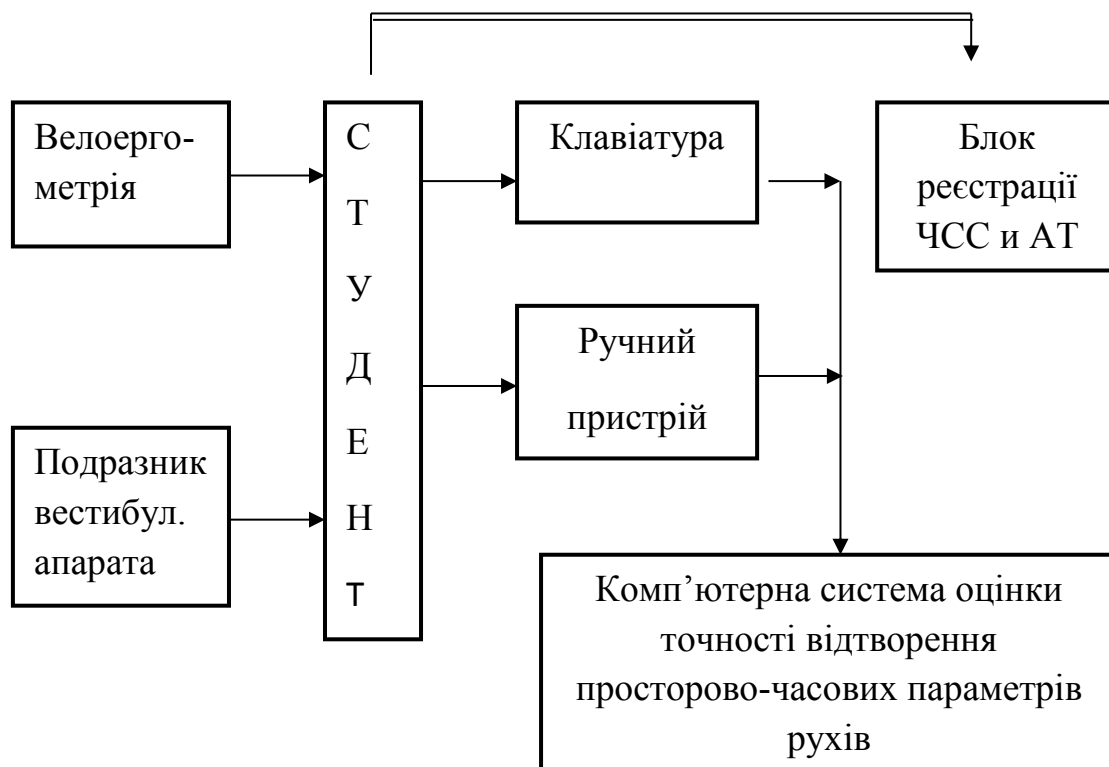 Велоерго-
метрія
С
Т
У
Д
Е
Н
Т
Клавіатура
Блок
реєстрації
ЧСС и АТ
Ручний
пристрій
Подразник
вестибул.
апарата
Комп’ютерна система оцінки
точності відтворення
просторово-часових параметрів
рухів